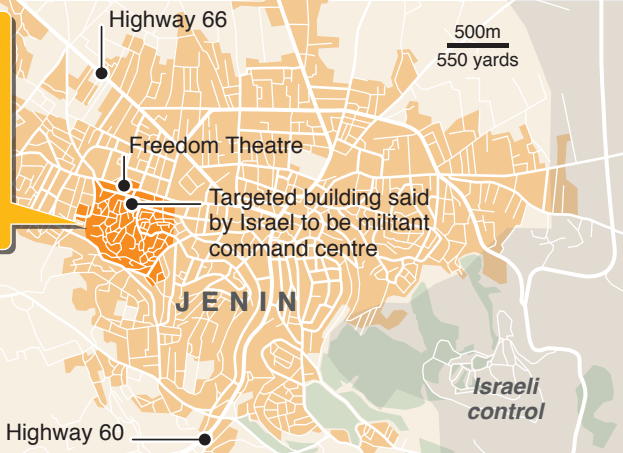 Highway 66
500m
550 yards
Freedom Theatre
Targeted building said
by Israel to be militant
command centre
JENIN
Israeli
control
Highway 60